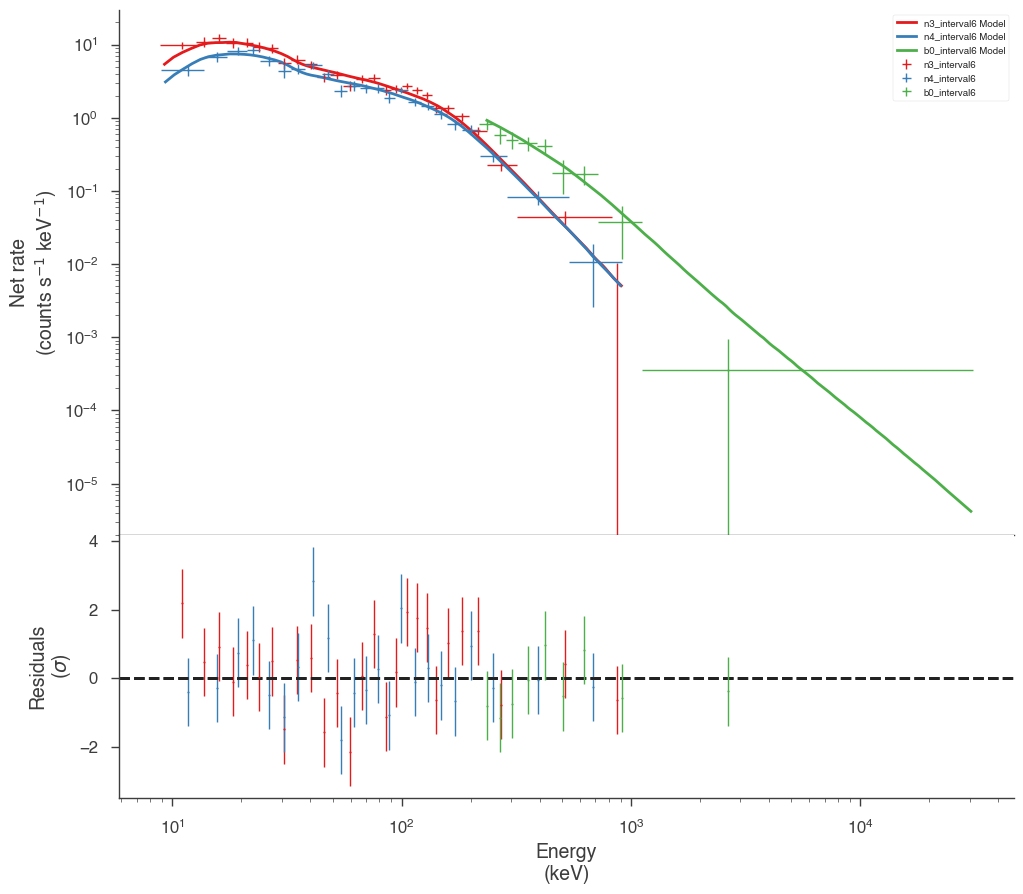 n3_interval6 Model
n4_interval6 Model
b0_interval6 Model
n3_interval6
n4_interval6
b0_interval6
Net rate
(counts s⁻¹ keV⁻¹)
10¹
10⁰
10⁻¹
10⁻²
10⁻³
10⁻⁴
10⁻⁵
Residuals
(σ)
4
2
0
−2
10¹ 10² 10³ 10⁴
Energy
(keV)